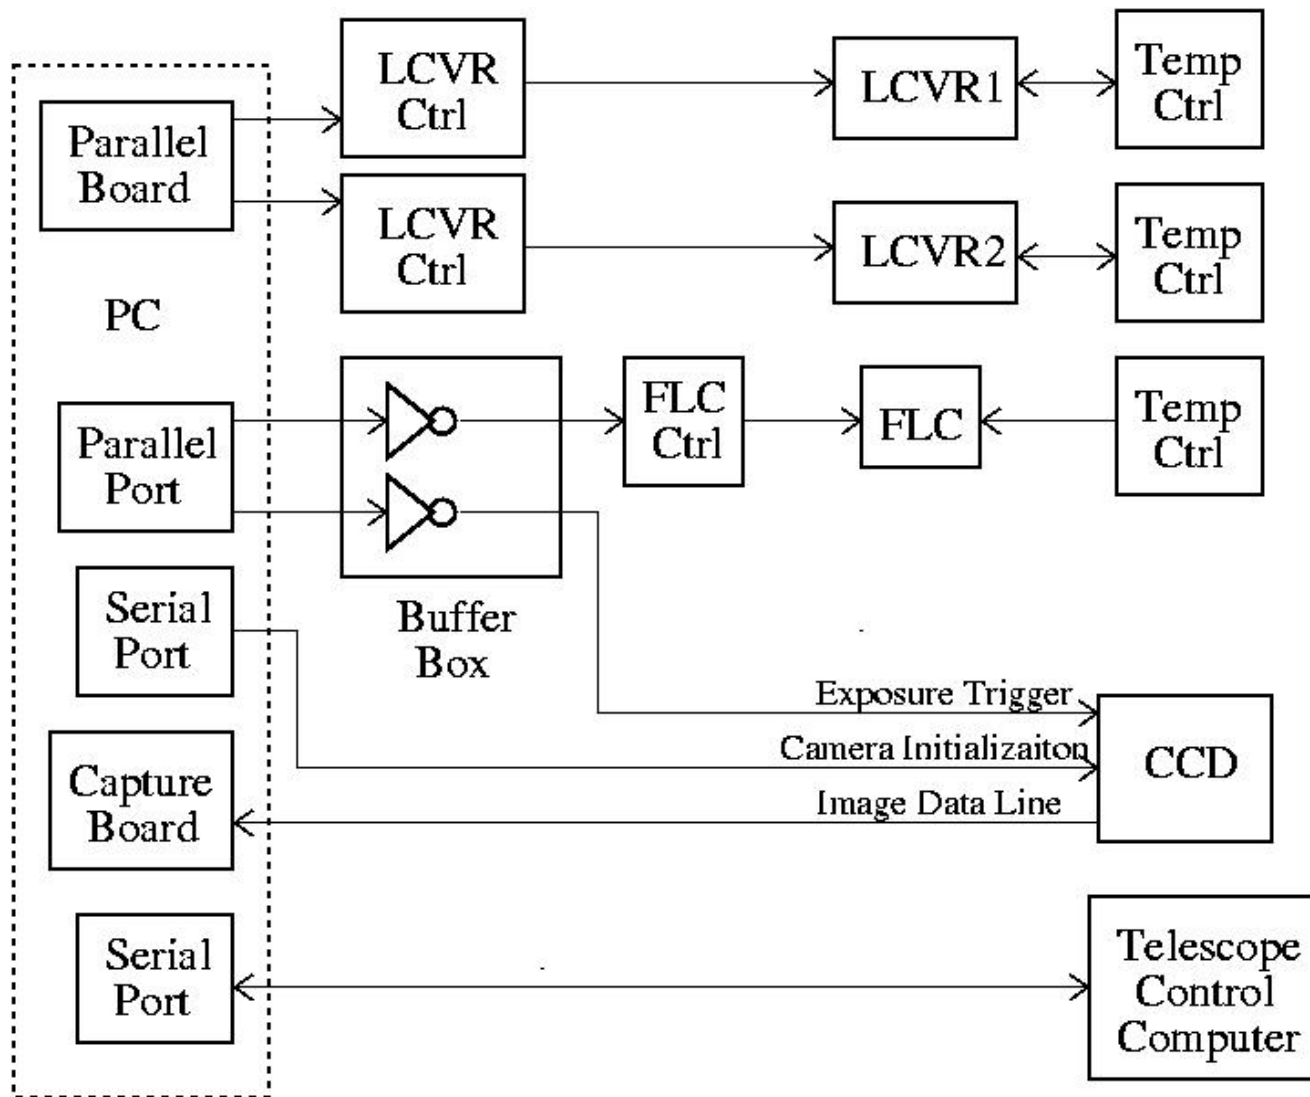 LCVR
Ctrl
LCVR1
Temp
Ctrl
Parallel
Board
LCVR
Ctrl
LCVR2
Temp
Ctrl
PC
Parallel
Port
FLC
Ctrl
FLC
Temp
Ctrl
Serial
Port
Buffer
Box
Exposure Trigger
Camera Initializaiton
Image Data Line
CCD
Capture
Board
Serial
Port
Telescope
Control
Computer